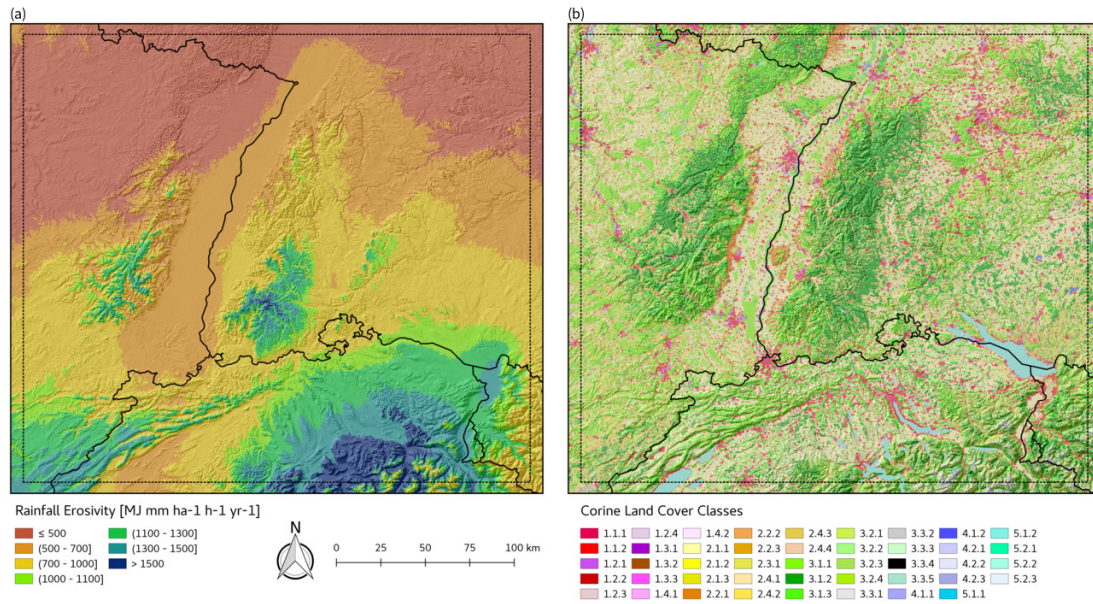 (a)
(b)
Rainfall Erosivity [MJ mm ha-1 h-1 yr-1]
≤ 500
(500 - 700]
(700 - 1000]
(1000 - 1100]
(1100 - 1300]
(1300 - 1500]
> 1500
N
0 25 50 75 100 km
Corine Land Cover Classes
1.1.1 1.2.4 1.4.2 2.2.2 2.4.3 3.2.1 3.3.2 4.1.2 5.1.2
1.1.2 1.3.1 2.1.1 2.2.3 2.4.4 3.2.2 3.3.3 4.2.1 5.2.1
1.2.1 1.3.2 2.1.2 2.3.1 3.1.1 3.2.3 3.3.4 4.2.2 5.2.2
1.2.2 1.3.3 2.1.3 2.4.1 3.1.2 3.2.4 3.3.5 4.2.3 5.2.3
1.2.3 1.4.1 2.2.1 2.4.2 3.1.3 3.3.1 4.1.1 5.1.1